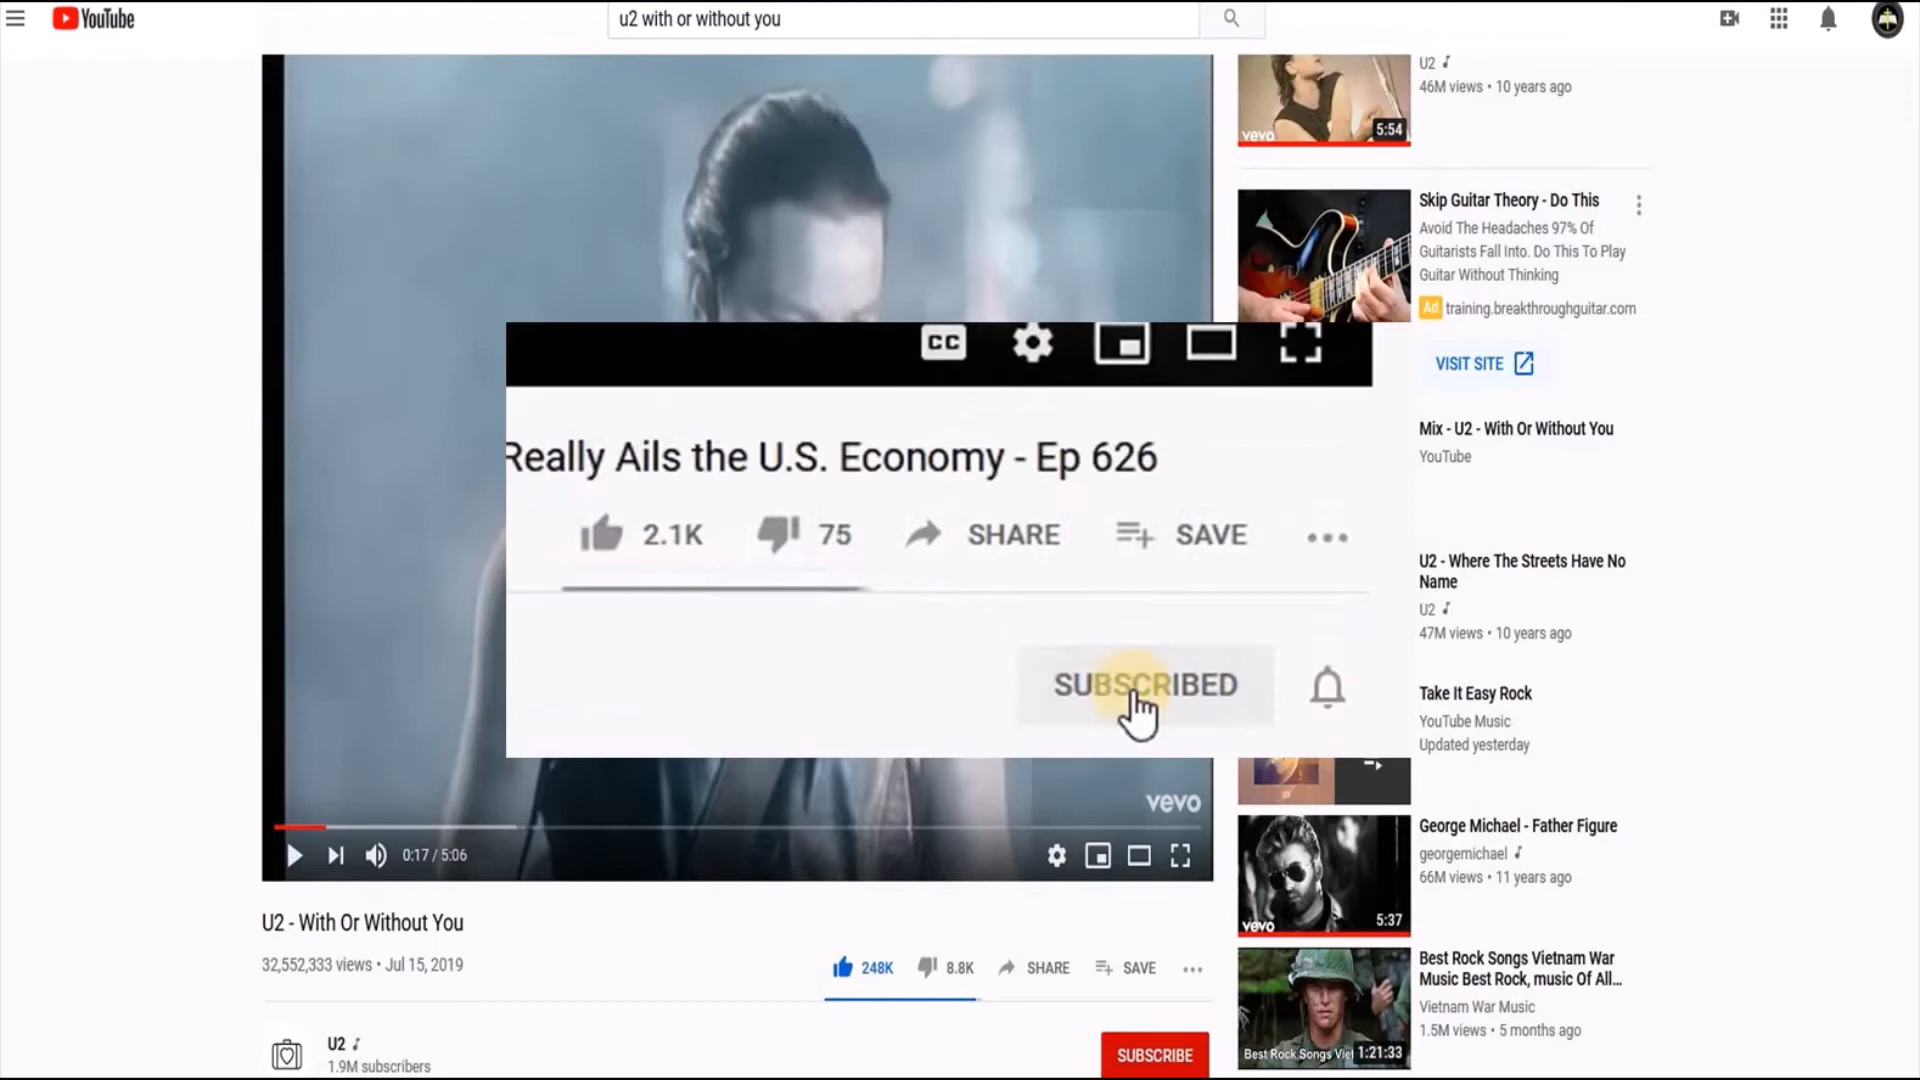 YouTube
u2 with or without you
U2
46M views • 10 years ago
vevo
5:54
Skip Guitar Theory - Do This
Avoid The Headaches 97% Of
Guitarists Fall Into. Do This To Play
Guitar Without Thinking
Ad training.breakthroughguitar.com
VISIT SITE
CC
Really Ails the U.S. Economy - Ep 626
2.1K 75 SHARE SAVE
SUBSCRIBED
Mix - U2 - With Or Without You
YouTube
U2 - Where The Streets Have No
Name
U2
47M views • 10 years ago
Take It Easy Rock
YouTube Music
Updated yesterday
vevo
0:17 / 5:06
George Michael - Father Figure
georgemichael
66M views • 11 years ago
vevo
5:37
Best Rock Songs Vietnam War
Music Best Rock, music Of All...
Vietnam War Music
1.5M views • 5 months ago
Best Rock Songs Viet 1:21:33
U2 - With Or Without You
32,552,333 views • Jul 15, 2019
248K 8.8K SHARE SAVE
U2
1.9M subscribers
SUBSCRIBE